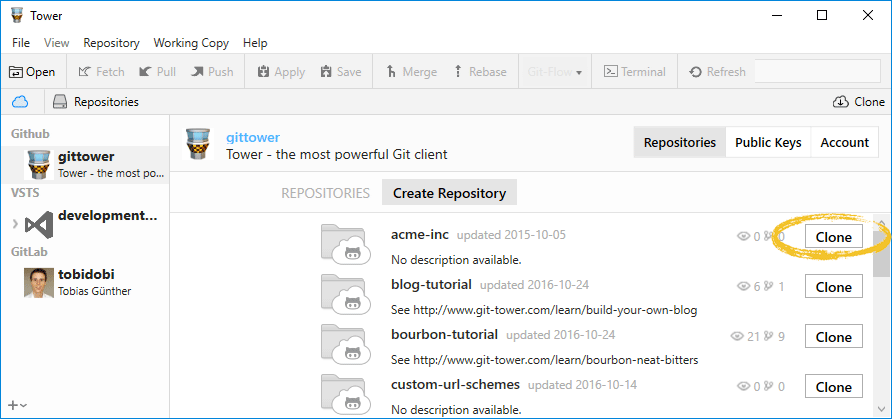 Tower
File View Repository Working Copy Help
Open Fetch Pull Push Apply Save Merge Rebase Git-Flow Terminal Refresh
Repositories Clone
Github
gittower
Tower - the most po...
VSTS
development...
GitLab
tobidobi
Tobias Günther
gittower
Tower - the most powerful Git client
Repositories Public Keys Account
REPOSITORIES Create Repository
acme-inc updated 2015-10-05 0 0 Clone
No description available.
blog-tutorial updated 2016-10-24 6 1 Clone
See http://www.git-tower.com/learn/build-your-own-blog
bourbon-tutorial updated 2016-10-24 21 9 Clone
See http://www.git-tower.com/learn/bourbon-neat-bitters
custom-url-schemes updated 2016-10-14 0 0 Clone
No description available.